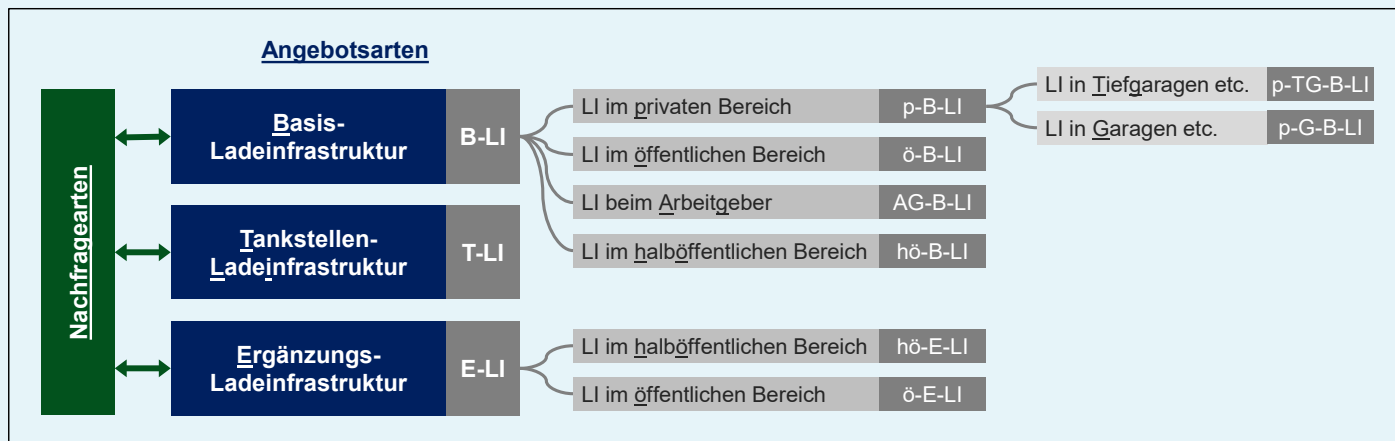 Angebotsarten
Nachfragearten
Basis-
Ladeinfrastruktur
B-LI
LI im privaten Bereich
p-B-LI
LI in Tiefgaragen etc.
p-TG-B-LI
LI in Garagen etc.
p-G-B-LI
LI im öffentlichen Bereich
ö-B-LI
LI beim Arbeitgeber
AG-B-LI
LI im halböffentlichen Bereich
hö-B-LI
Tankstellen-
Ladeinfrastruktur
T-LI
Ergänzungs-
Ladeinfrastruktur
E-LI
LI im halböffentlichen Bereich
hö-E-LI
LI im öffentlichen Bereich
ö-E-LI